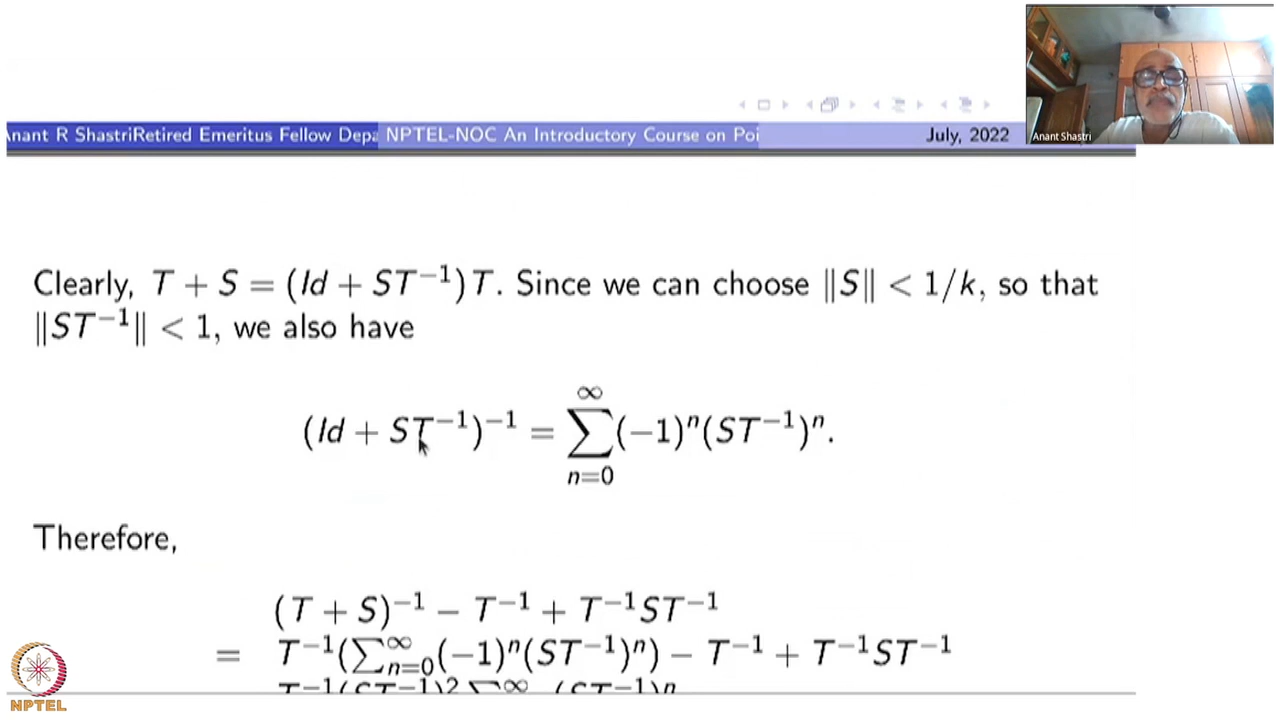 Anant Shastri
Anant R ShastriRetired Emeritus Fellow Depa NPTEL-NOC An Introductory Course on Poi July, 2022
Clearly, T + S = (Id + ST⁻¹)T. Since we can choose ‖S‖ < 1/k, so that
‖ST⁻¹‖ < 1, we also have
(Id + ST⁻¹)⁻¹ = ∑_{n=0}^{∞} (−1)ⁿ(ST⁻¹)ⁿ.
Therefore,
(T + S)⁻¹ − T⁻¹ + T⁻¹ST⁻¹
= T⁻¹(∑_{n=0}^{∞}(−1)ⁿ(ST⁻¹)ⁿ) − T⁻¹ + T⁻¹ST⁻¹
NPTEL